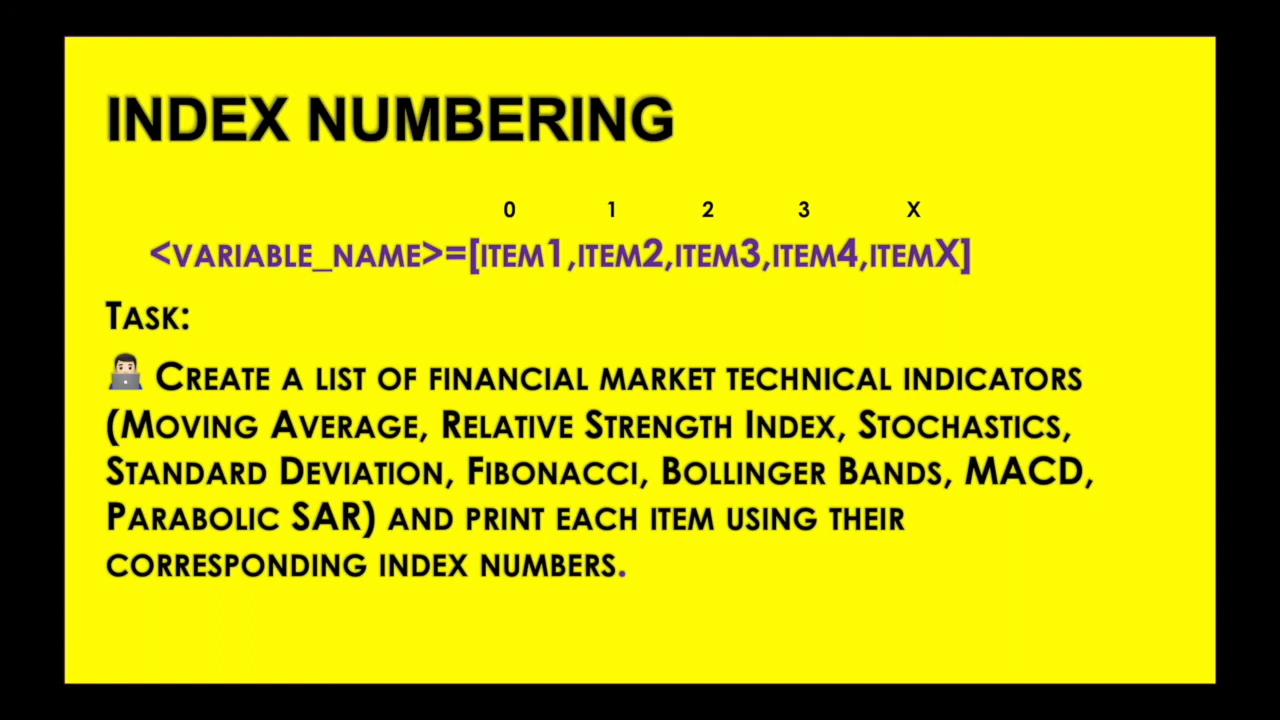 INDEX NUMBERING
0 1 2 3 X
<VARIABLE_NAME>=[ITEM1,ITEM2,ITEM3,ITEM4,ITEMX]
TASK:
CREATE A LIST OF FINANCIAL MARKET TECHNICAL INDICATORS
(MOVING AVERAGE, RELATIVE STRENGTH INDEX, STOCHASTICS,
STANDARD DEVIATION, FIBONACCI, BOLLINGER BANDS, MACD,
PARABOLIC SAR) AND PRINT EACH ITEM USING THEIR
CORRESPONDING INDEX NUMBERS.